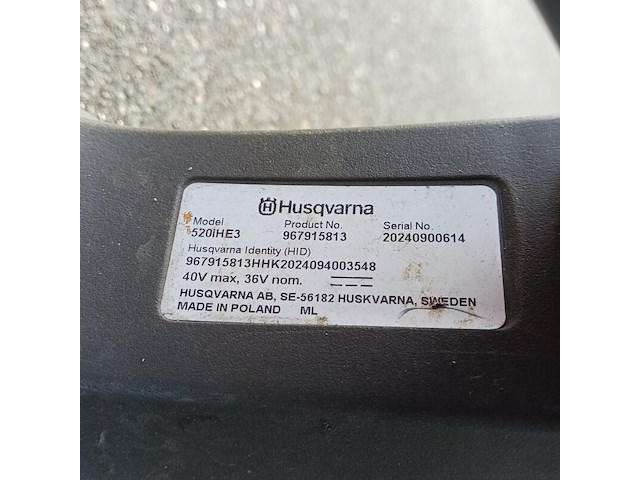 Husqvarna
Model Product No. Serial No.
520iHE3 967915813 20240900614
Husqvarna Identity (HID)
967915813HHK2024094003548
40V max, 36V nom.
HUSQVARNA AB, SE-56182 HUSKVARNA, SWEDEN
MADE IN POLAND ML